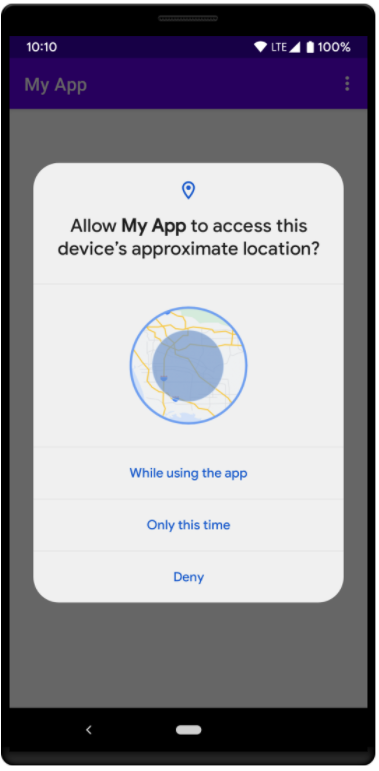 10:10 LTE 100%
My App
Allow My App to access this
device's approximate location?
While using the app
Only this time
Deny